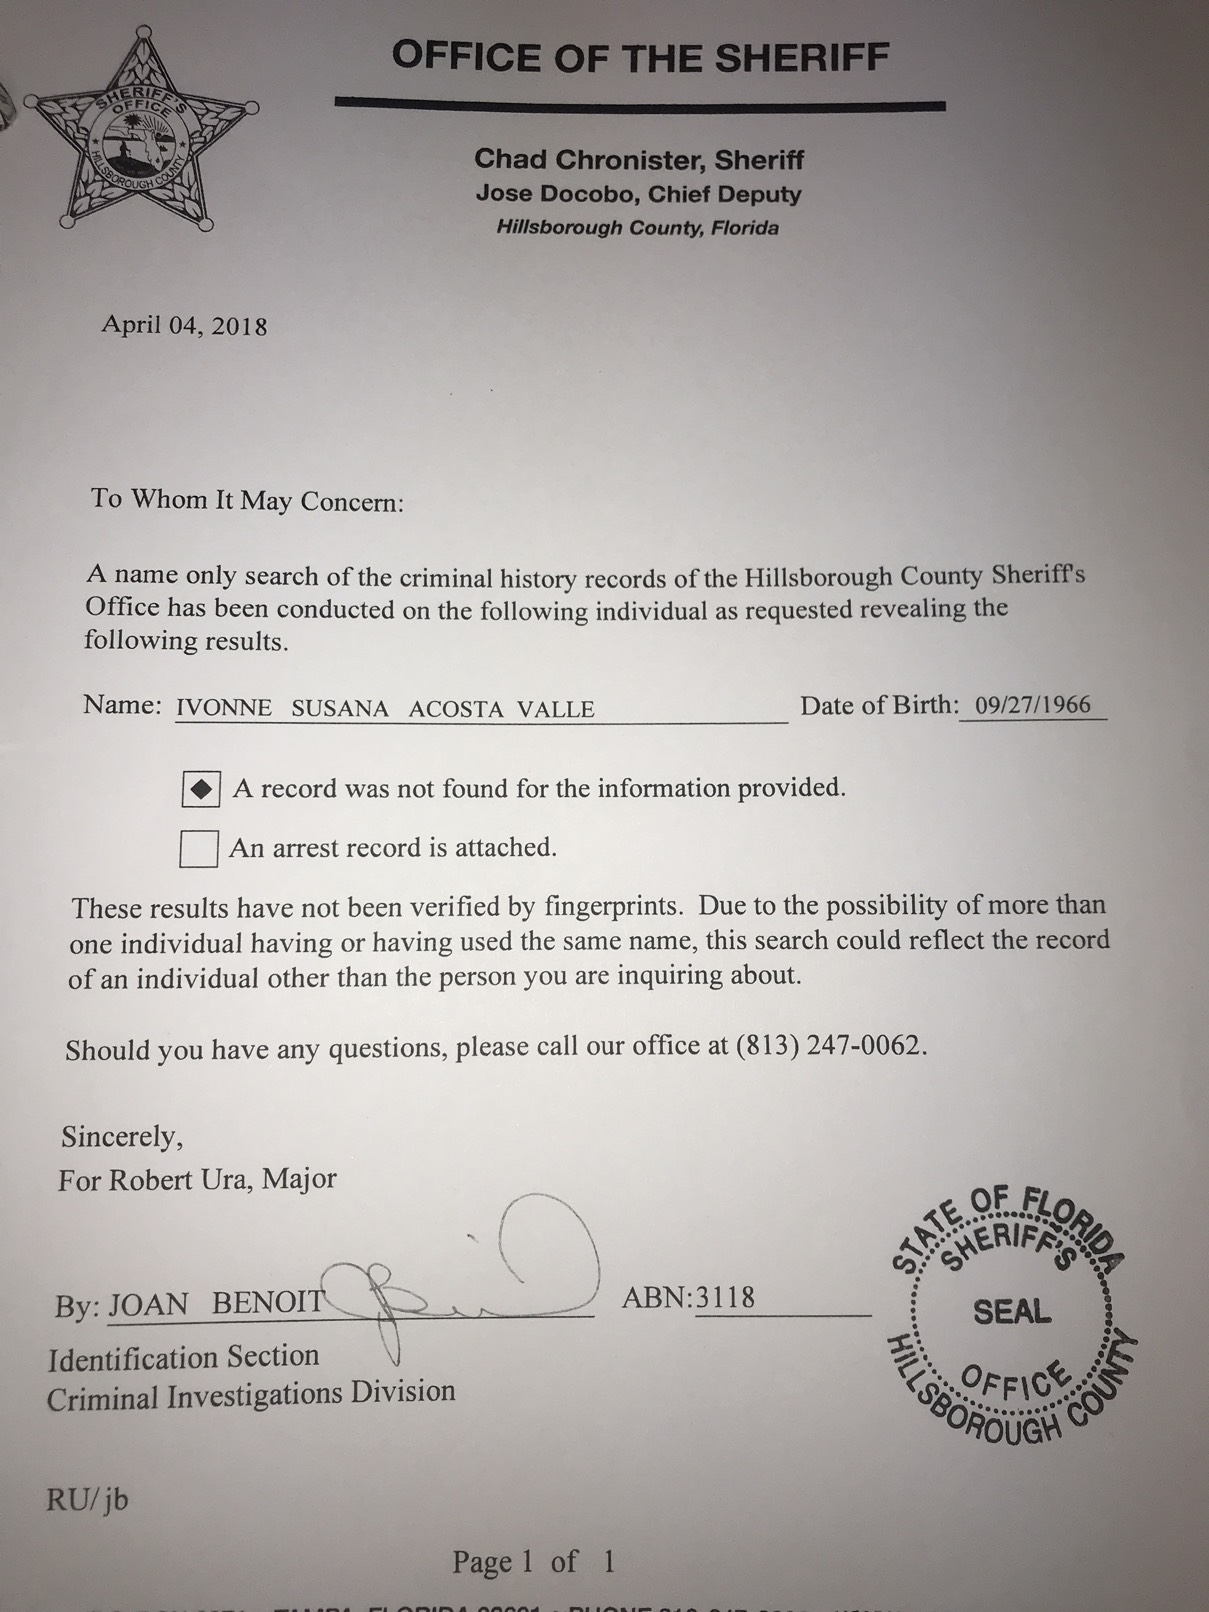 SHERIFF'S
OFFICE
HILLSBOROUGH COUNTY
OFFICE OF THE SHERIFF
Chad Chronister, Sheriff
Jose Docobo, Chief Deputy
Hillsborough County, Florida
April 04, 2018
To Whom It May Concern:
A name only search of the criminal history records of the Hillsborough County Sheriff's
Office has been conducted on the following individual as requested revealing the
following results.
Name: IVONNE SUSANA ACOSTA VALLE Date of Birth: 09/27/1966
A record was not found for the information provided.
An arrest record is attached.
These results have not been verified by fingerprints. Due to the possibility of more than
one individual having or having used the same name, this search could reflect the record
of an individual other than the person you are inquiring about.
Should you have any questions, please call our office at (813) 247-0062.
Sincerely,
For Robert Ura, Major
By: JOAN BENOIT ABN:3118
Identification Section
Criminal Investigations Division
STATE OF FLORIDA
SHERIFF'S
SEAL
OFFICE
HILLSBOROUGH COUNTY
RU/jb
Page 1 of 1